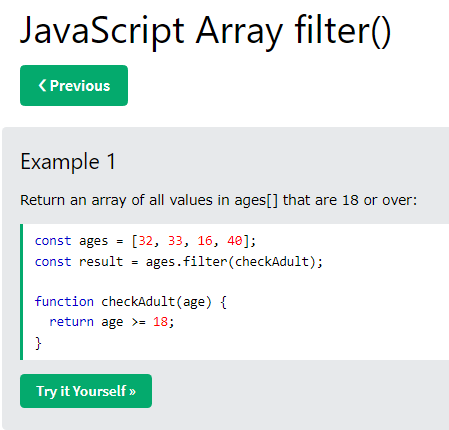 JavaScript Array filter()
❮ Previous
Example 1
Return an array of all values in ages[] that are 18 or over:
const ages = [32, 33, 16, 40];
const result = ages.filter(checkAdult);

function checkAdult(age) {
  return age >= 18;
}
Try it Yourself »